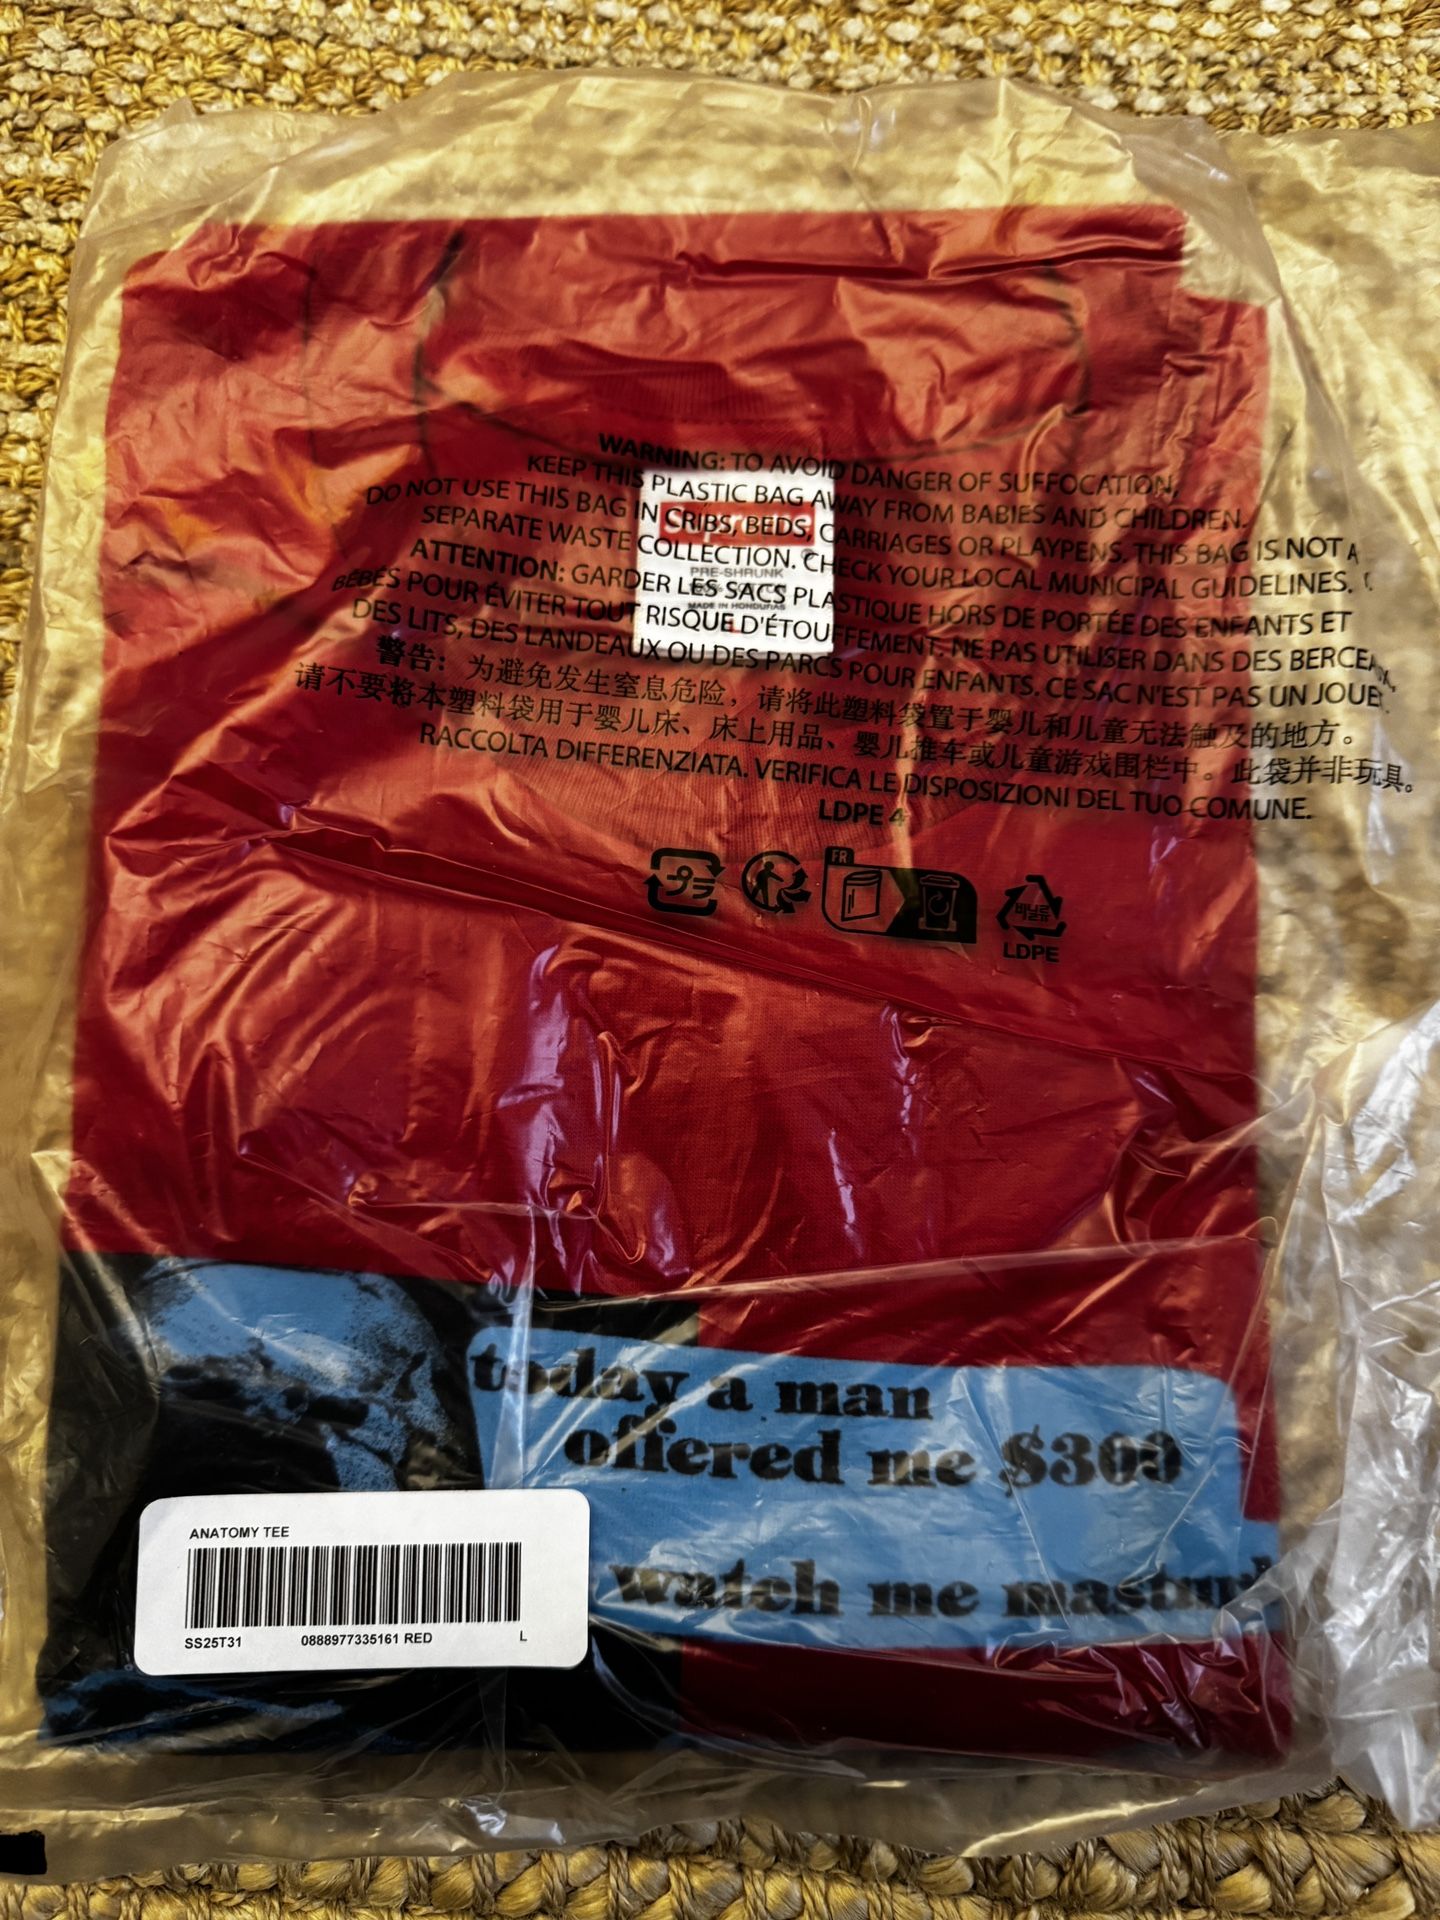 WARNING: TO AVOID DANGER OF SUFFOCATION,
KEEP THIS PLASTIC BAG AWAY FROM BABIES AND CHILDREN.
DO NOT USE THIS BAG IN CRIBS, BEDS, CARRIAGES OR PLAYPENS. THIS BAG IS NOT A
SEPARATE WASTE COLLECTION. CHECK YOUR LOCAL MUNICIPAL GUIDELINES.
ATTENTION: GARDER LES SACS PLASTIQUE HORS DE PORTÉE DES ENFANTS ET
BÉBÉS POUR ÉVITER TOUT RISQUE D'ÉTOUFFEMENT. NE PAS UTILISER DANS DES BERCEAUX,
DES LITS, DES LANDEAUX OU DES PARCS POUR ENFANTS. CE SAC N'EST PAS UN JOUET.
警告: 为避免发生窒息危险，请将此塑料袋置于婴儿和儿童无法触及的地方。
请不要将本塑料袋用于婴儿床、床上用品、婴儿推车或儿童游戏围栏中。此袋并非玩具。
RACCOLTA DIFFERENZIATA. VERIFICA LE DISPOSIZIONI DEL TUO COMUNE.
LDPE 4
Supreme
PRE-SHRUNK
MADE IN HONDURAS
L
プラ
FR
비닐류
LDPE
today a man
offered me $300
watch me masturb
ANATOMY TEE
SS25T31 0888977335161 RED L